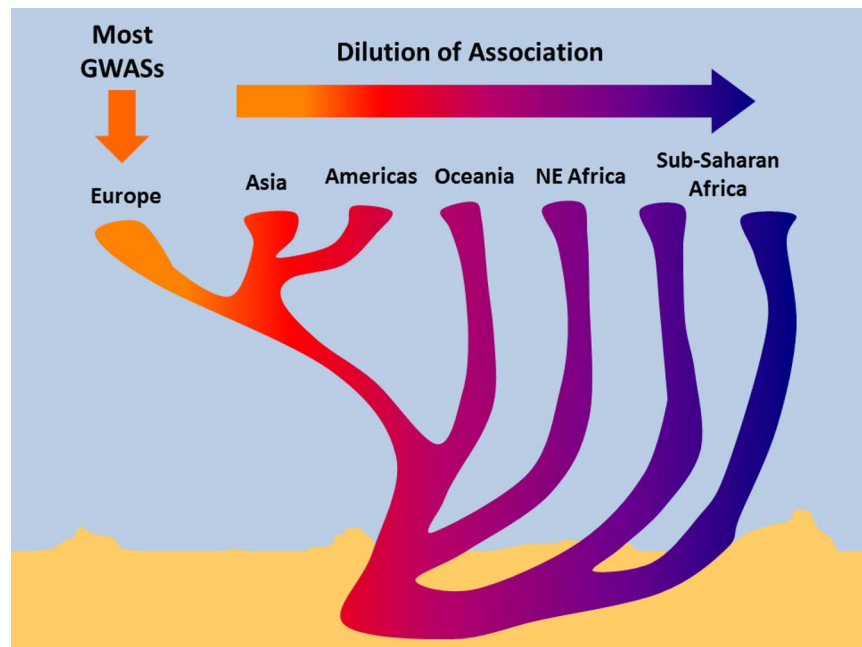 Most
GWASs
Dilution of Association
Europe
Asia
Americas
Oceania
NE Africa
Sub-Saharan
Africa